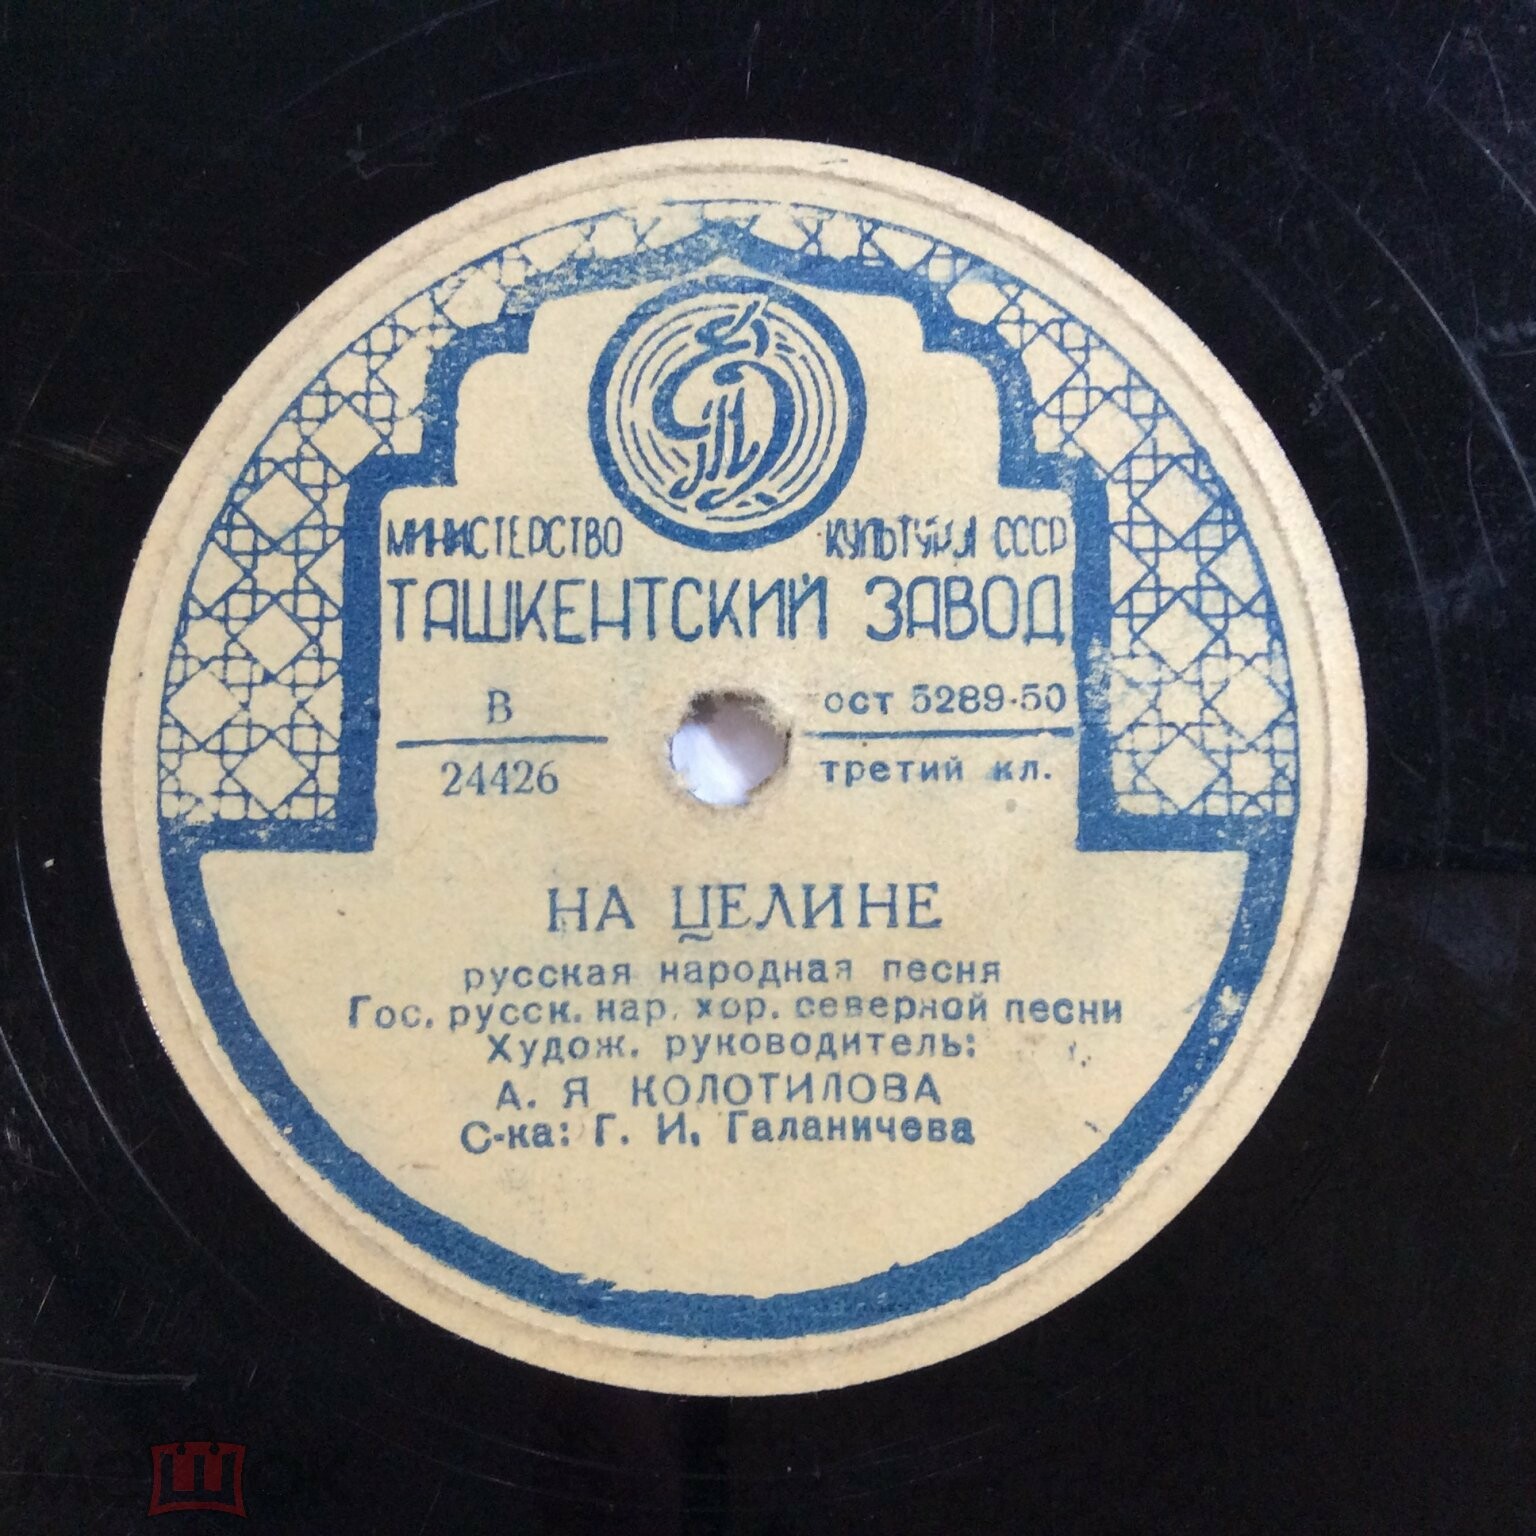 МИНИСТЕРСТВО КУЛЬТУРЫ СССР
ТАШКЕНТСКИЙ ЗАВОД
В ОСТ 5289-50
24426 третий кл.
НА ЦЕЛИНЕ
русская народная песня
Гос. русск. нар. хор. северной песни
Худож. руководитель:
А. Я КОЛОТИЛОВА
С-ка: Г. И. Галаничева